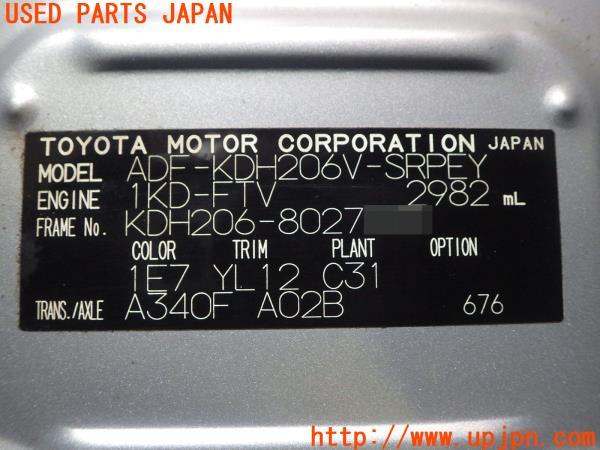 USED PARTS JAPAN
TOYOTA MOTOR CORPORATION JAPAN
MODEL ADF-KDH206V-SRPEY
ENGINE 1KD-FTV 2982 mL
FRAME No. KDH206-8027
COLOR TRIM PLANT OPTION
1E7 YL12 C31
TRANS./AXLE A340F A02B 676
http://www.upjpn.com